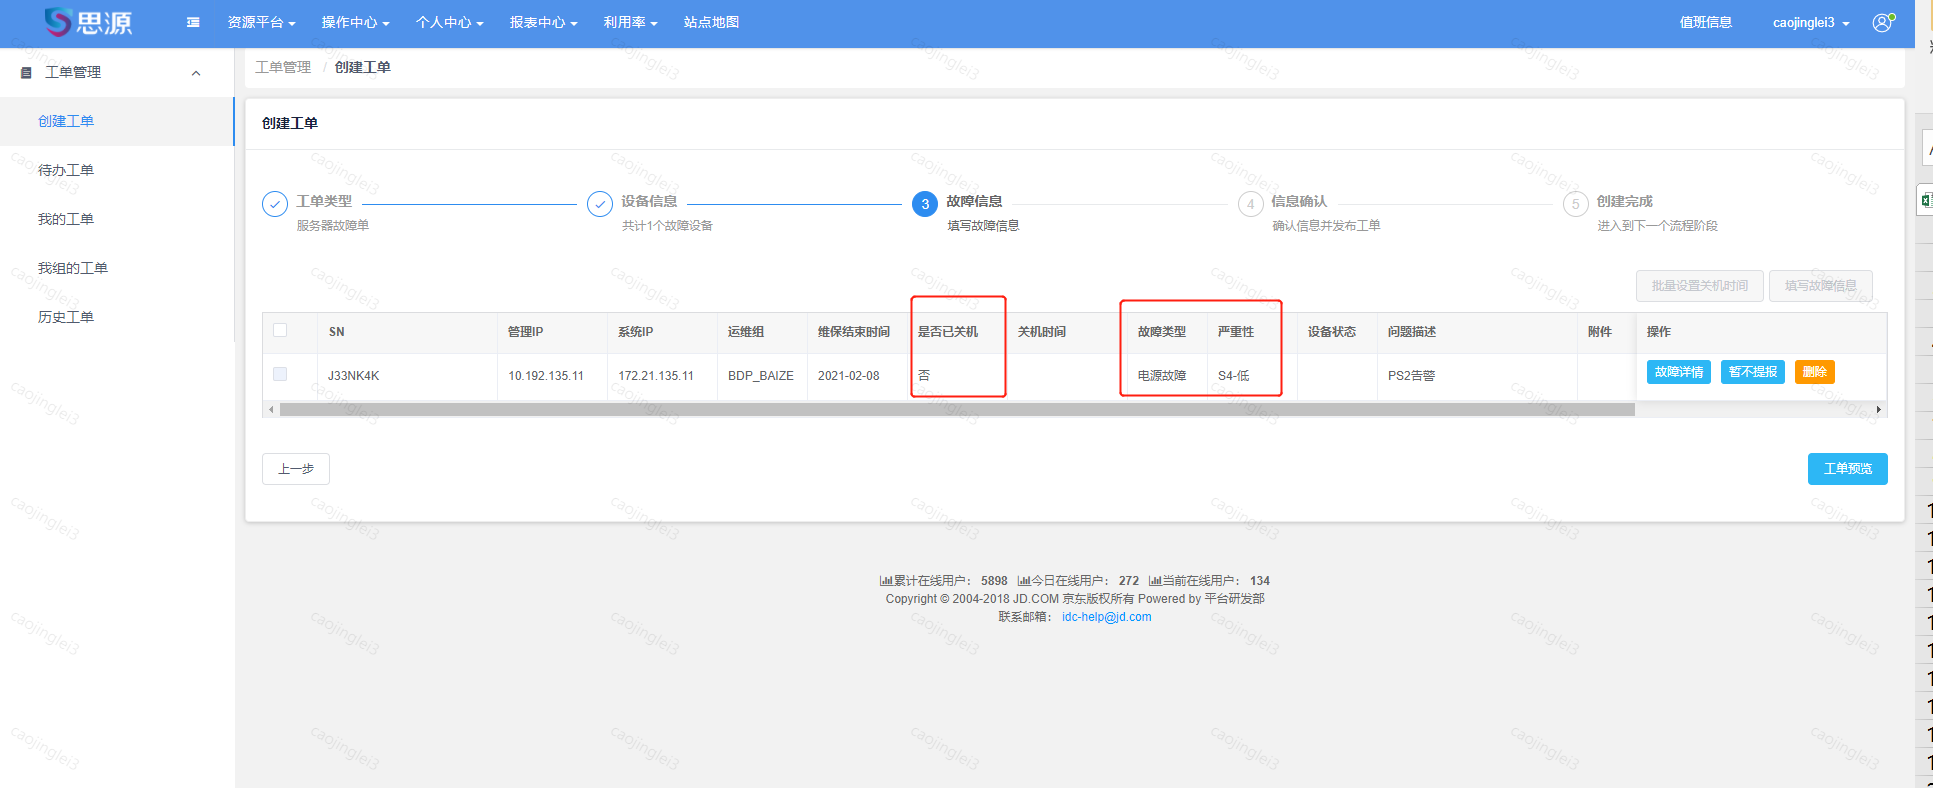 思源
资源平台 操作中心 个人中心 报表中心 利用率 站点地图 值班信息 caojinglei3
工单管理
创建工单
待办工单
我的工单
我组的工单
历史工单
工单管理 / 创建工单
创建工单
工单类型
服务器故障单
设备信息
共计1个故障设备
3 故障信息
填写故障信息
4 信息确认
确认信息并发布工单
5 创建完成
进入到下一个流程阶段
批量设置关机时间 填写故障信息
SN 管理IP 系统IP 运维组 维保结束时间 是否已关机 关机时间 故障类型 严重性 设备状态 问题描述 附件 操作
J33NK4K 10.192.135.11 172.21.135.11 BDP_BAIZE 2021-02-08 否 电源故障 S4-低 PS2告警 故障详情 暂不提报 删除
上一步 工单预览
累计在线用户： 5898 今日在线用户： 272 当前在线用户： 134
Copyright © 2004-2018 JD.COM 京东版权所有 Powered by 平台研发部
联系邮箱： idc-help@jd.com